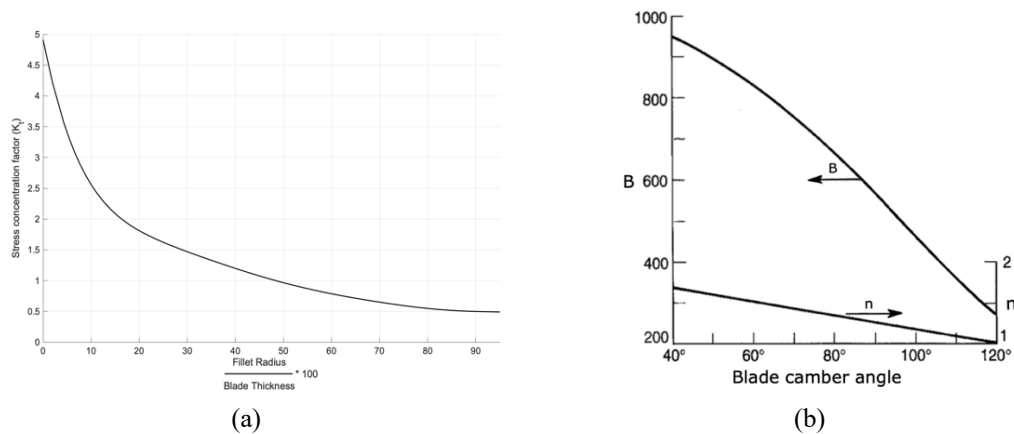 Stress concentration factor (Kt)
5
4.5
4
3.5
3
2.5
2
1.5
1
0.5
0
0 10 20 30 40 50 60 70 80 90
Fillet Radius
* 100
Blade Thickness
(a)
1000
800
B 600
400
200
B
n
2
n
1
40° 60° 80° 100° 120°
Blade camber angle
(b)